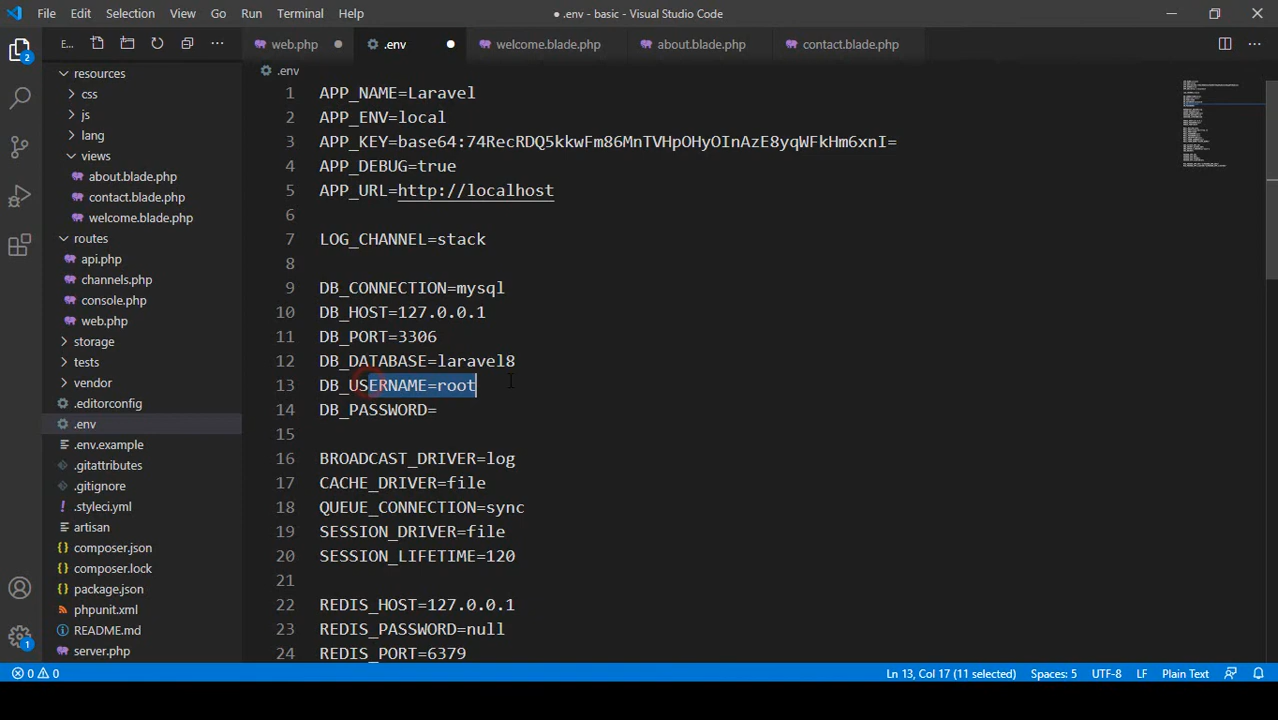 File Edit Selection View Go Run Terminal Help
● .env - basic - Visual Studio Code
E...
web.php
.env
welcome.blade.php
about.blade.php
contact.blade.php
2
resources
css
js
lang
views
about.blade.php
contact.blade.php
welcome.blade.php
routes
api.php
channels.php
console.php
web.php
storage
tests
vendor
.editorconfig
.env
.env.example
.gitattributes
.gitignore
.styleci.yml
artisan
composer.json
composer.lock
package.json
phpunit.xml
README.md
server.php
1
.env
1 APP_NAME=Laravel
2 APP_ENV=local
3 APP_KEY=base64:74RecRDQ5kkwFm86MnTVHpOHyOInAzE8yqWFkHm6xnI=
4 APP_DEBUG=true
5 APP_URL=http://localhost
6
7 LOG_CHANNEL=stack
8
9 DB_CONNECTION=mysql
10 DB_HOST=127.0.0.1
11 DB_PORT=3306
12 DB_DATABASE=laravel8
13 DB_USERNAME=root
14 DB_PASSWORD=
15
16 BROADCAST_DRIVER=log
17 CACHE_DRIVER=file
18 QUEUE_CONNECTION=sync
19 SESSION_DRIVER=file
20 SESSION_LIFETIME=120
21
22 REDIS_HOST=127.0.0.1
23 REDIS_PASSWORD=null
24 REDIS_PORT=6379
0 0 Ln 13, Col 17 (11 selected) Spaces: 5 UTF-8 LF Plain Text